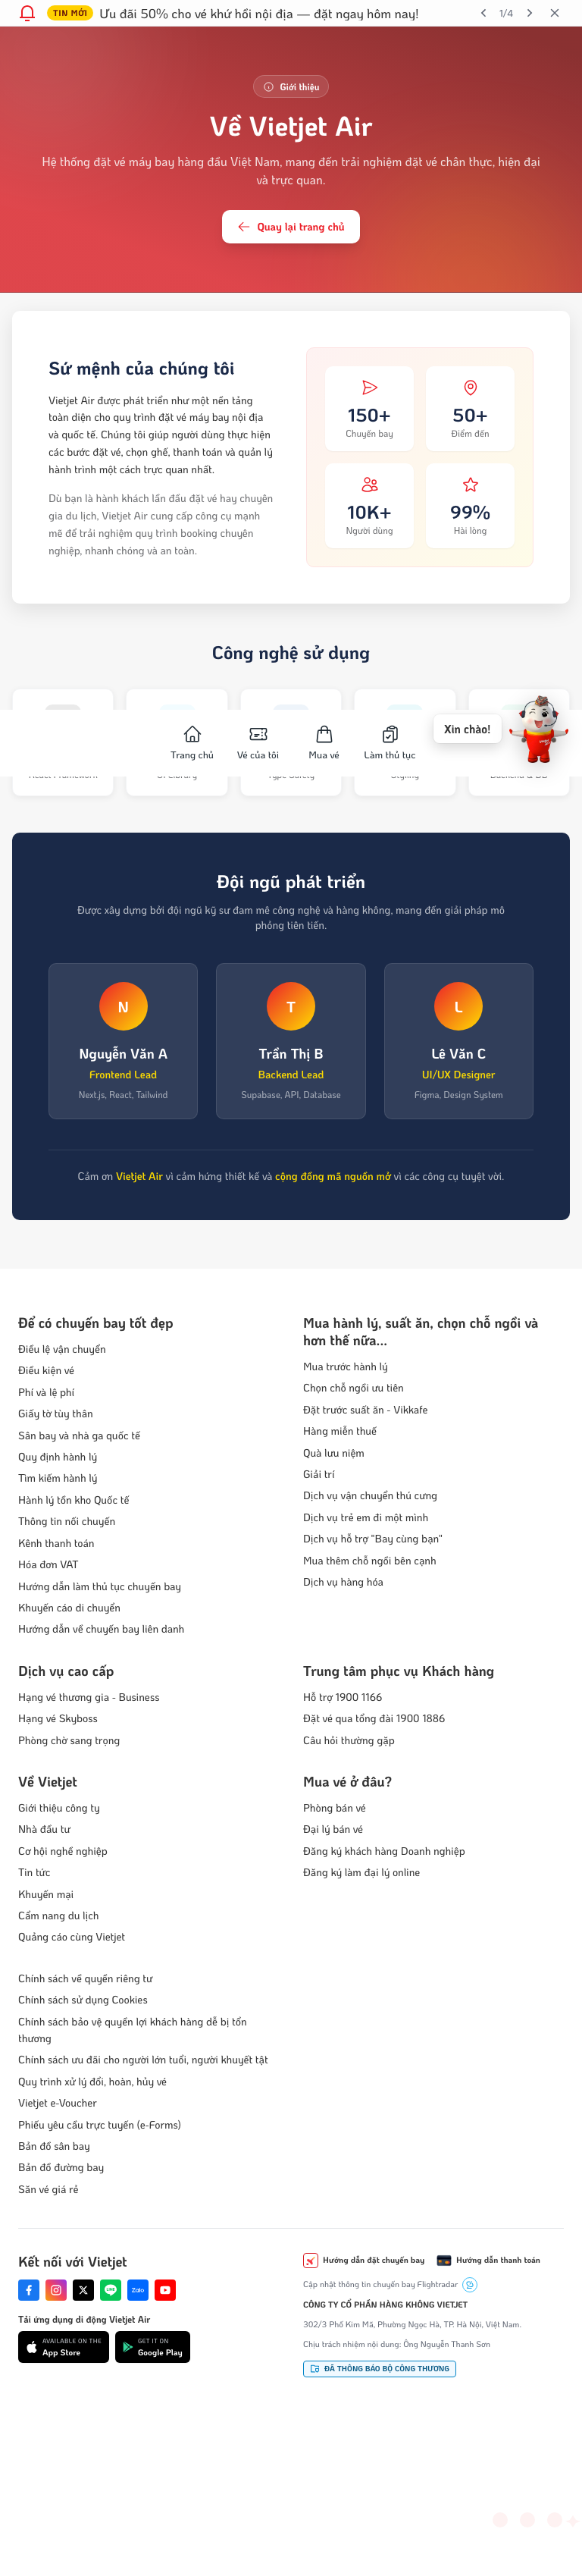 TIN MỚI Ưu đãi 50% cho vé khứ hồi nội địa — đặt ngay hôm nay! 1/4
Giới thiệu
Về Vietjet Air
Hệ thống đặt vé máy bay hàng đầu Việt Nam, mang đến trải nghiệm đặt vé chân thực, hiện đại
và trực quan.
Quay lại trang chủ
Sứ mệnh của chúng tôi
Vietjet Air được phát triển như một nền tảng
toàn diện cho quy trình đặt vé máy bay nội địa
và quốc tế. Chúng tôi giúp người dùng thực hiện
các bước đặt vé, chọn ghế, thanh toán và quản lý
hành trình một cách trực quan nhất.
Dù bạn là hành khách lần đầu đặt vé hay chuyên
gia du lịch, Vietjet Air cung cấp công cụ mạnh
mẽ để trải nghiệm quy trình booking chuyên
nghiệp, nhanh chóng và an toàn.
150+
Chuyến bay
50+
Điểm đến
10K+
Người dùng
99%
Hài lòng
Công nghệ sử dụng
Trang chủ
Vé của tôi
Mua vé
Làm thủ tục
Xin chào!
Đội ngũ phát triển
Được xây dựng bởi đội ngũ kỹ sư đam mê công nghệ và hàng không, mang đến giải pháp mô
phỏng tiên tiến.
N
Nguyễn Văn A
Frontend Lead
Next.js, React, Tailwind
T
Trần Thị B
Backend Lead
Supabase, API, Database
L
Lê Văn C
UI/UX Designer
Figma, Design System
Cảm ơn Vietjet Air vì cảm hứng thiết kế và cộng đồng mã nguồn mở vì các công cụ tuyệt vời.
Để có chuyến bay tốt đẹp
Điều lệ vận chuyển
Điều kiện vé
Phí và lệ phí
Giấy tờ tùy thân
Sân bay và nhà ga quốc tế
Quy định hành lý
Tìm kiếm hành lý
Hành lý tồn kho Quốc tế
Thông tin nối chuyến
Kênh thanh toán
Hóa đơn VAT
Hướng dẫn làm thủ tục chuyến bay
Khuyến cáo di chuyển
Hướng dẫn về chuyến bay liên danh
Mua hành lý, suất ăn, chọn chỗ ngồi và
hơn thế nữa...
Mua trước hành lý
Chọn chỗ ngồi ưu tiên
Đặt trước suất ăn - Vikkafe
Hàng miễn thuế
Quà lưu niệm
Giải trí
Dịch vụ vận chuyển thú cưng
Dịch vụ trẻ em đi một mình
Dịch vụ hỗ trợ "Bay cùng bạn"
Mua thêm chỗ ngồi bên cạnh
Dịch vụ hàng hóa
Dịch vụ cao cấp
Hạng vé thương gia - Business
Hạng vé Skyboss
Phòng chờ sang trọng
Trung tâm phục vụ Khách hàng
Hỗ trợ 1900 1166
Đặt vé qua tổng đài 1900 1886
Câu hỏi thường gặp
Về Vietjet
Giới thiệu công ty
Nhà đầu tư
Cơ hội nghề nghiệp
Tin tức
Khuyến mại
Cẩm nang du lịch
Quảng cáo cùng Vietjet
Mua vé ở đâu?
Phòng bán vé
Đại lý bán vé
Đăng ký khách hàng Doanh nghiệp
Đăng ký làm đại lý online
Chính sách về quyền riêng tư
Chính sách sử dụng Cookies
Chính sách bảo vệ quyền lợi khách hàng dễ bị tổn
thương
Chính sách ưu đãi cho người lớn tuổi, người khuyết tật
Quy trình xử lý đổi, hoàn, hủy vé
Vietjet e-Voucher
Phiếu yêu cầu trực tuyến (e-Forms)
Bản đồ sân bay
Bản đồ đường bay
Săn vé giá rẻ
Kết nối với Vietjet
Zalo
Tải ứng dụng di động Vietjet Air
AVAILABLE ON THE
App Store
GET IT ON
Google Play
Hướng dẫn đặt chuyến bay
Hướng dẫn thanh toán
Cập nhật thông tin chuyến bay Flightradar
CÔNG TY CỔ PHẦN HÀNG KHÔNG VIETJET
302/3 Phố Kim Mã, Phường Ngọc Hà, TP. Hà Nội, Việt Nam.
Chịu trách nhiệm nội dung: Ông Nguyễn Thanh Sơn
ĐÃ THÔNG BÁO BỘ CÔNG THƯƠNG